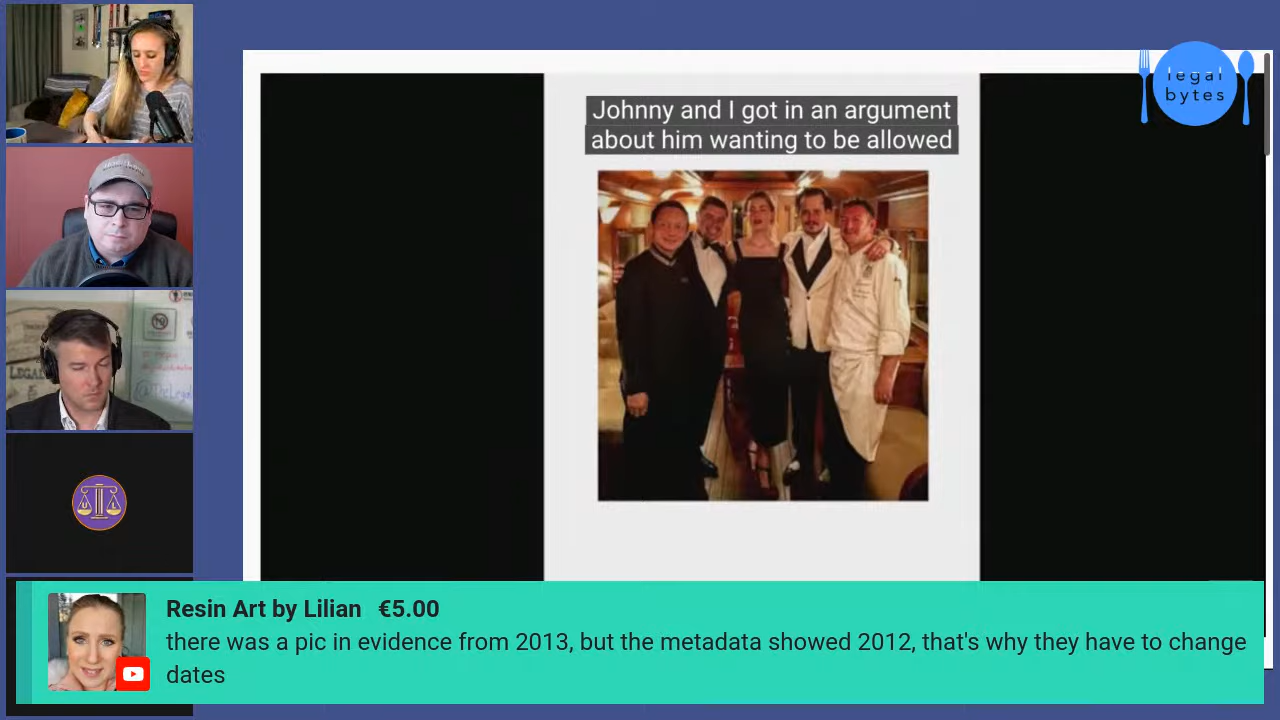 legal
bytes
Johnny and I got in an argument
about him wanting to be allowed
Resin Art by Lilian €5.00
there was a pic in evidence from 2013, but the metadata showed 2012, that's why they have to change
dates